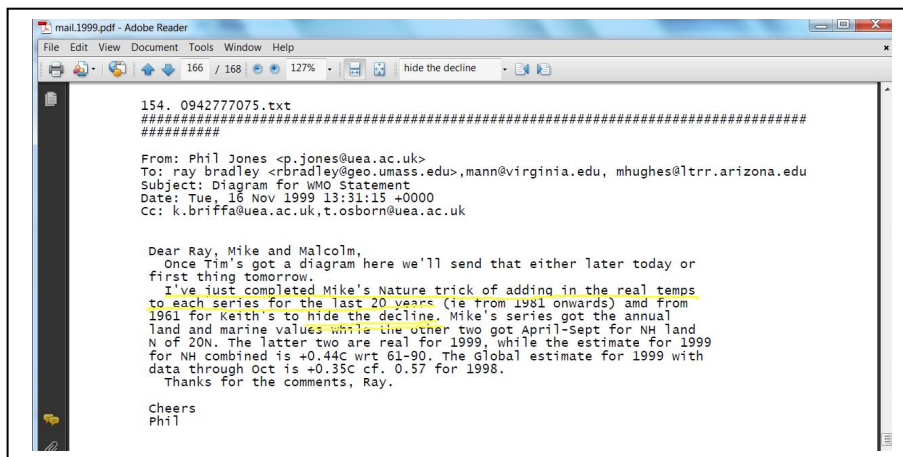 mail.1999.pdf - Adobe Reader
File Edit View Document Tools Window Help
166 / 168 127% hide the decline
154. 0942777075.txt
###################################################################################
##########
From: Phil Jones <p.jones@uea.ac.uk>
To: ray bradley <rbradley@geo.umass.edu>,mann@virginia.edu, mhughes@ltrr.arizona.edu
Subject: Diagram for WMO Statement
Date: Tue, 16 Nov 1999 13:31:15 +0000
Cc: k.briffa@uea.ac.uk,t.osborn@uea.ac.uk
Dear Ray, Mike and Malcolm,
Once Tim's got a diagram here we'll send that either later today or
first thing tomorrow.
I've just completed Mike's Nature trick of adding in the real temps
to each series for the last 20 years (ie from 1981 onwards) amd from
1961 for Keith's to hide the decline. Mike's series got the annual
land and marine values while the other two got April-Sept for NH land
N of 20N. The latter two are real for 1999, while the estimate for 1999
for NH combined is +0.44C wrt 61-90. The Global estimate for 1999 with
data through Oct is +0.35C cf. 0.57 for 1998.
Thanks for the comments, Ray.
Cheers
Phil